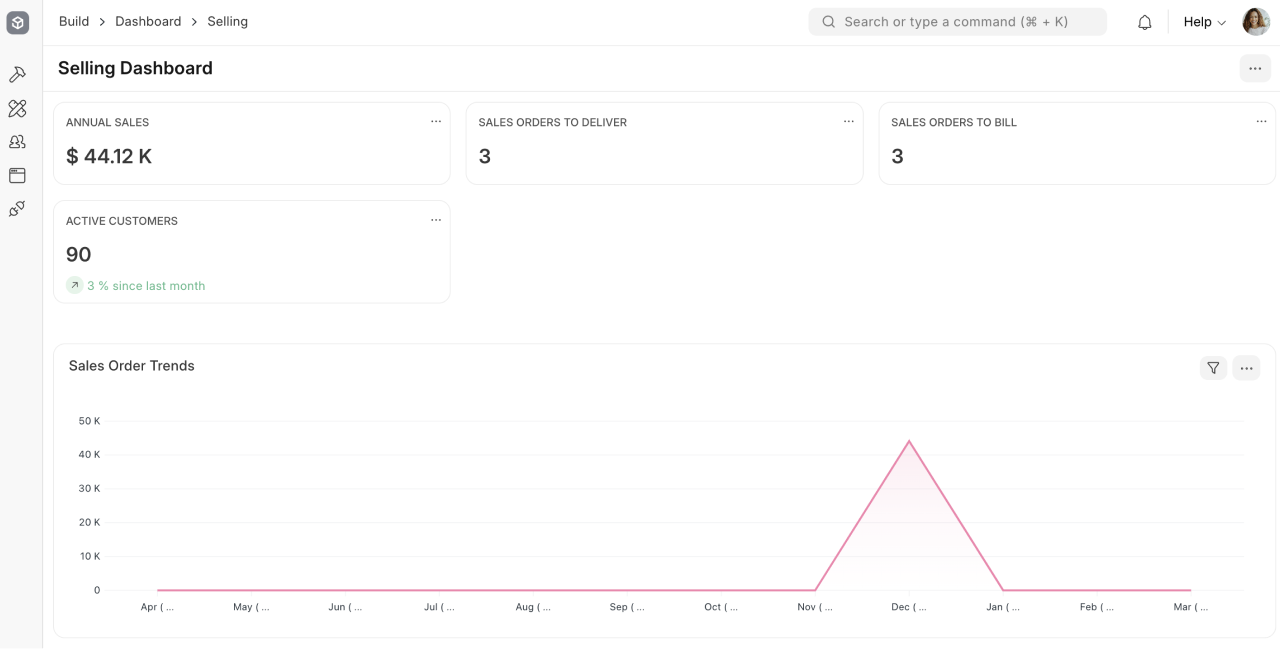 Build > Dashboard > Selling
Search or type a command (⌘ + K)
Help
Selling Dashboard
ANNUAL SALES
$ 44.12 K
SALES ORDERS TO DELIVER
3
SALES ORDERS TO BILL
3
ACTIVE CUSTOMERS
90
3 % since last month
Sales Order Trends
50 K
40 K
30 K
20 K
10 K
0
Apr ( ... May ( ... Jun ( ... Jul ( ... Aug ( ... Sep ( ... Oct ( ... Nov ( ... Dec ( ... Jan ( ... Feb ( ... Mar ( ...